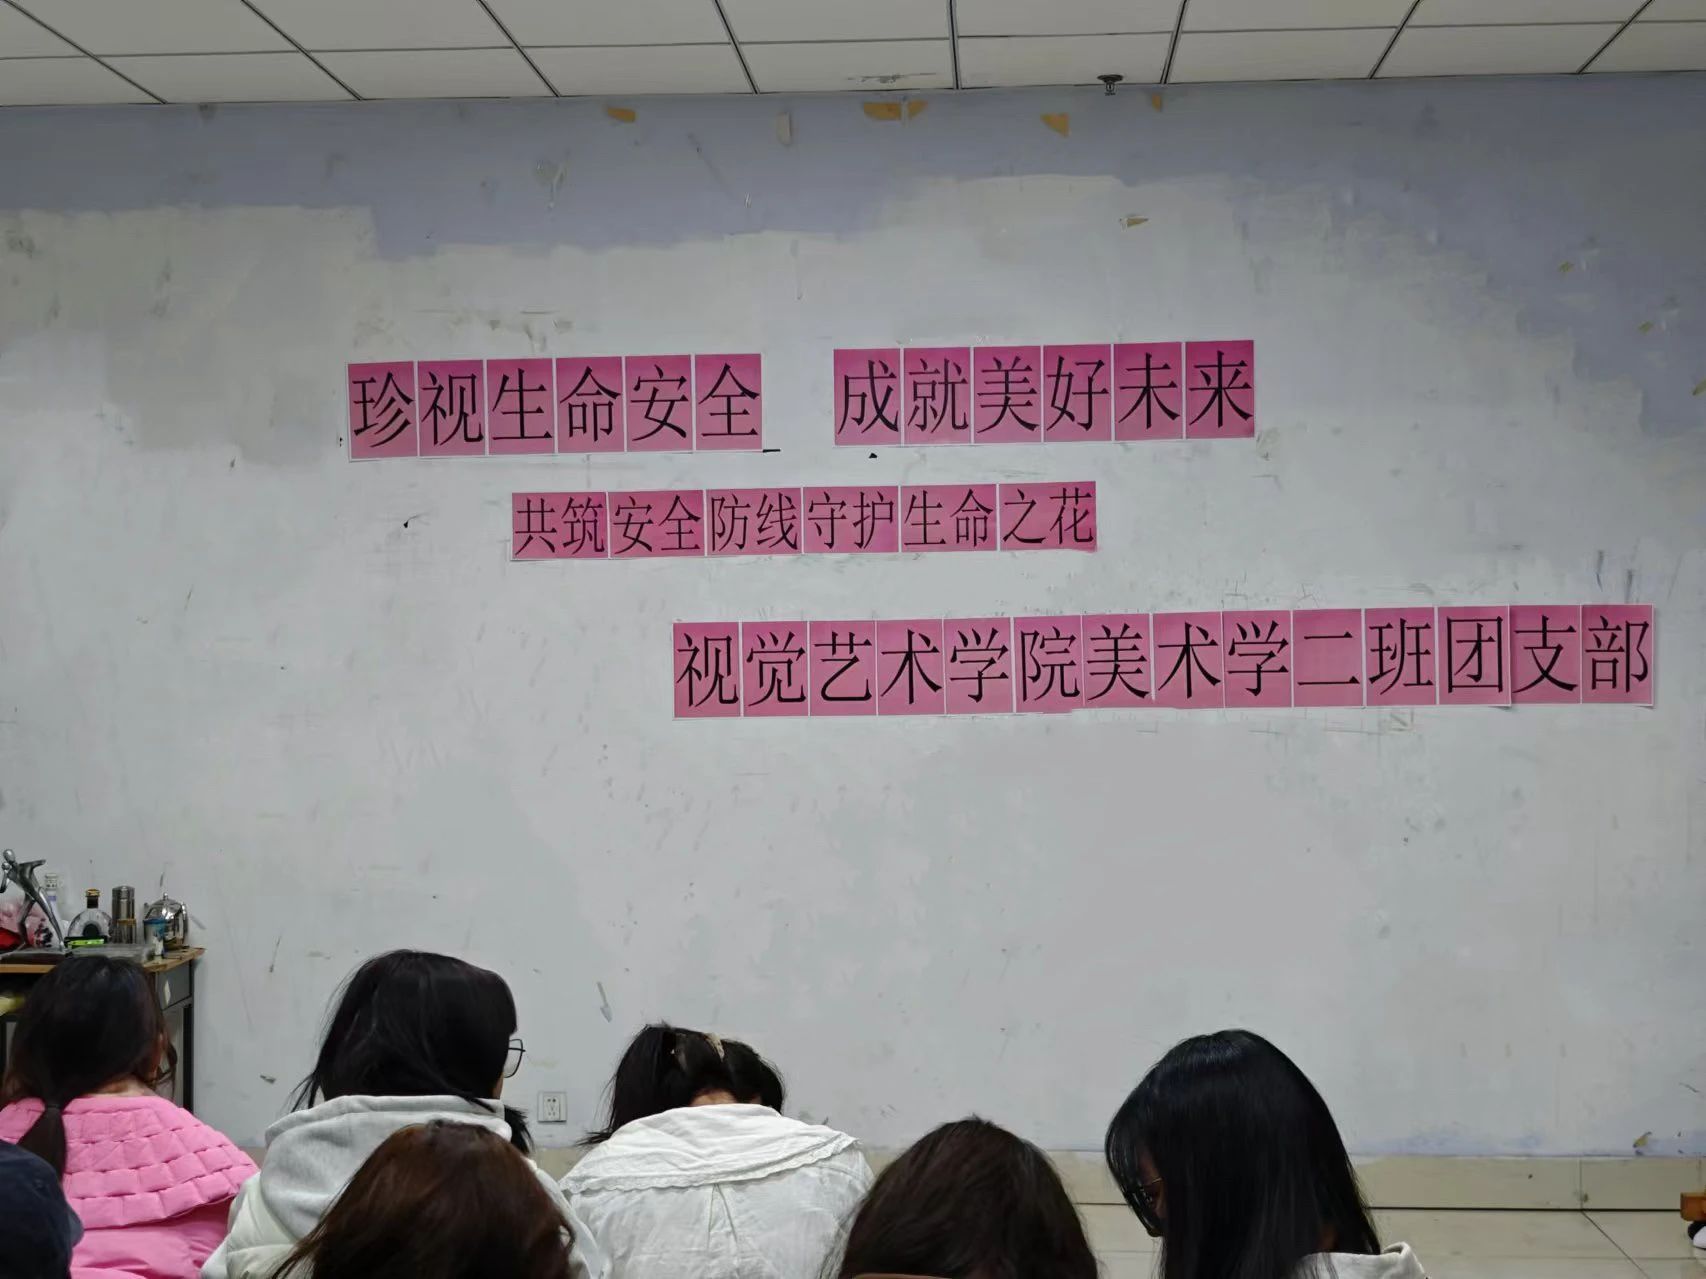 珍视生命安全 成就美好未来
共筑安全防线守护生命之花
视觉艺术学院美术学二班团支部